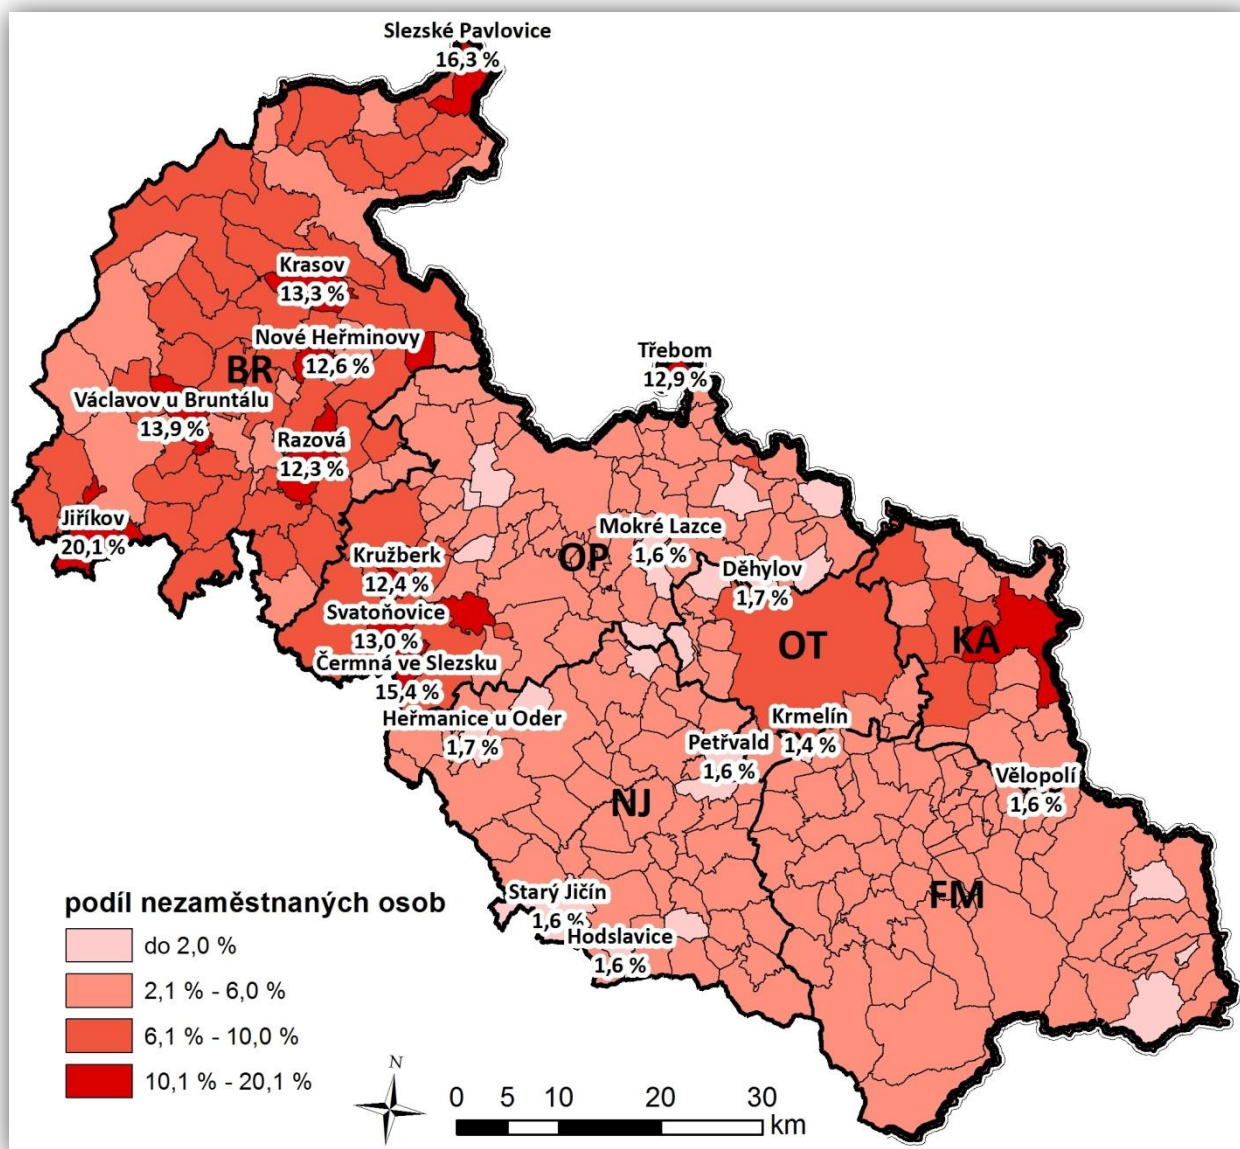 Slezské Pavlovice
16,3 %
Krasov
13,3 %
Nové Heřminovy
12,6 %
BR
Třebom
12,9 %
Václavov u Bruntálu
13,9 %
Razová
12,3 %
Jiříkov
20,1 %
Mokré Lazce
1,6 %
OP
Kružberk
12,4 %
Děhylov
1,7 %
Svatoňovice
13,0 %
OT
KA
Čermná ve Slezsku
15,4 %
Heřmanice u Oder
1,7 %
Krmelín
1,4 %
Petřvald
1,6 %
Vělopolí
1,6 %
NJ
FM
Starý Jičín
1,6 %
Hodslavice
1,6 %
podíl nezaměstnaných osob
do 2,0 %
2,1 % - 6,0 %
6,1 % - 10,0 %
10,1 % - 20,1 %
N
0 5 10 20 30
km